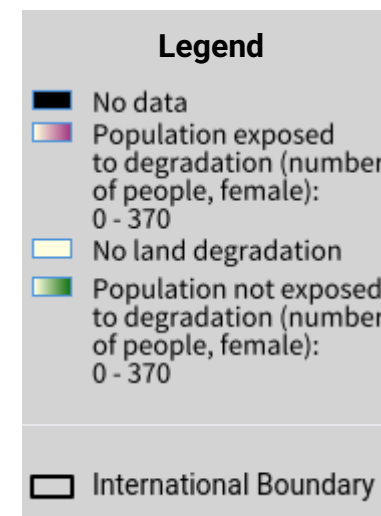 Legend
No data
Population exposed
to degradation (number
of people, female):
0 - 370
No land degradation
Population not exposed
to degradation (number
of people, female):
0 - 370
International Boundary